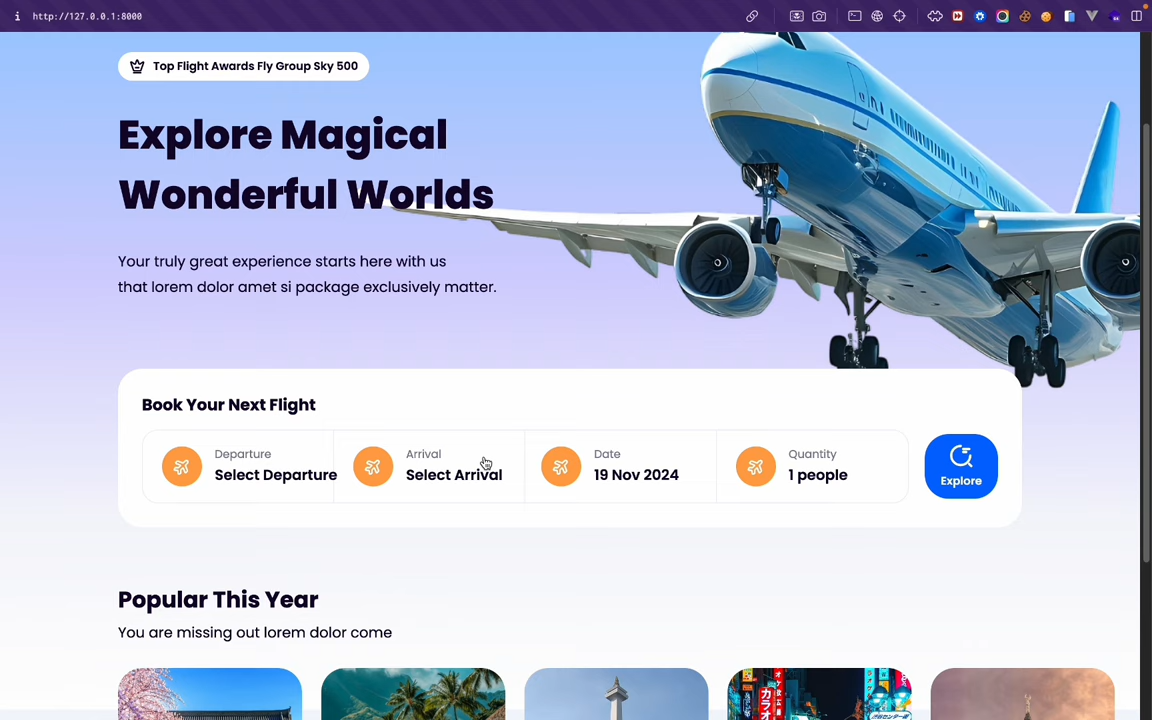 http://127.0.0.1:8000
Top Flight Awards Fly Group Sky 500
Explore Magical
Wonderful Worlds
Your truly great experience starts here with us
that lorem dolor amet si package exclusively matter.
Book Your Next Flight
Departure
Select Departure
Arrival
Select Arrival
Date
19 Nov 2024
Quantity
1 people
Explore
Popular This Year
You are missing out lorem dolor come